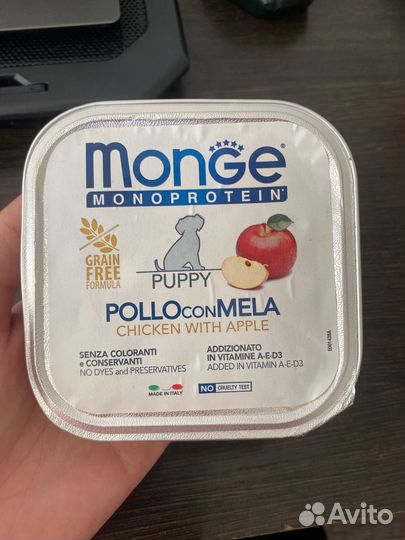 monge®
MONOPROTEIN
GRAIN
FREE
FORMULA
PUPPY
POLLO CON MELA
CHICKEN WITH APPLE
SENZA COLORANTI
e CONSERVANTI
NO DYES and PRESERVATIVES
ADDIZIONATO
IN VITAMINE A-E-D3
ADDED IN VITAMIN A-E-D3
MADE IN ITALY
NO CRUELTY TEST
Avito